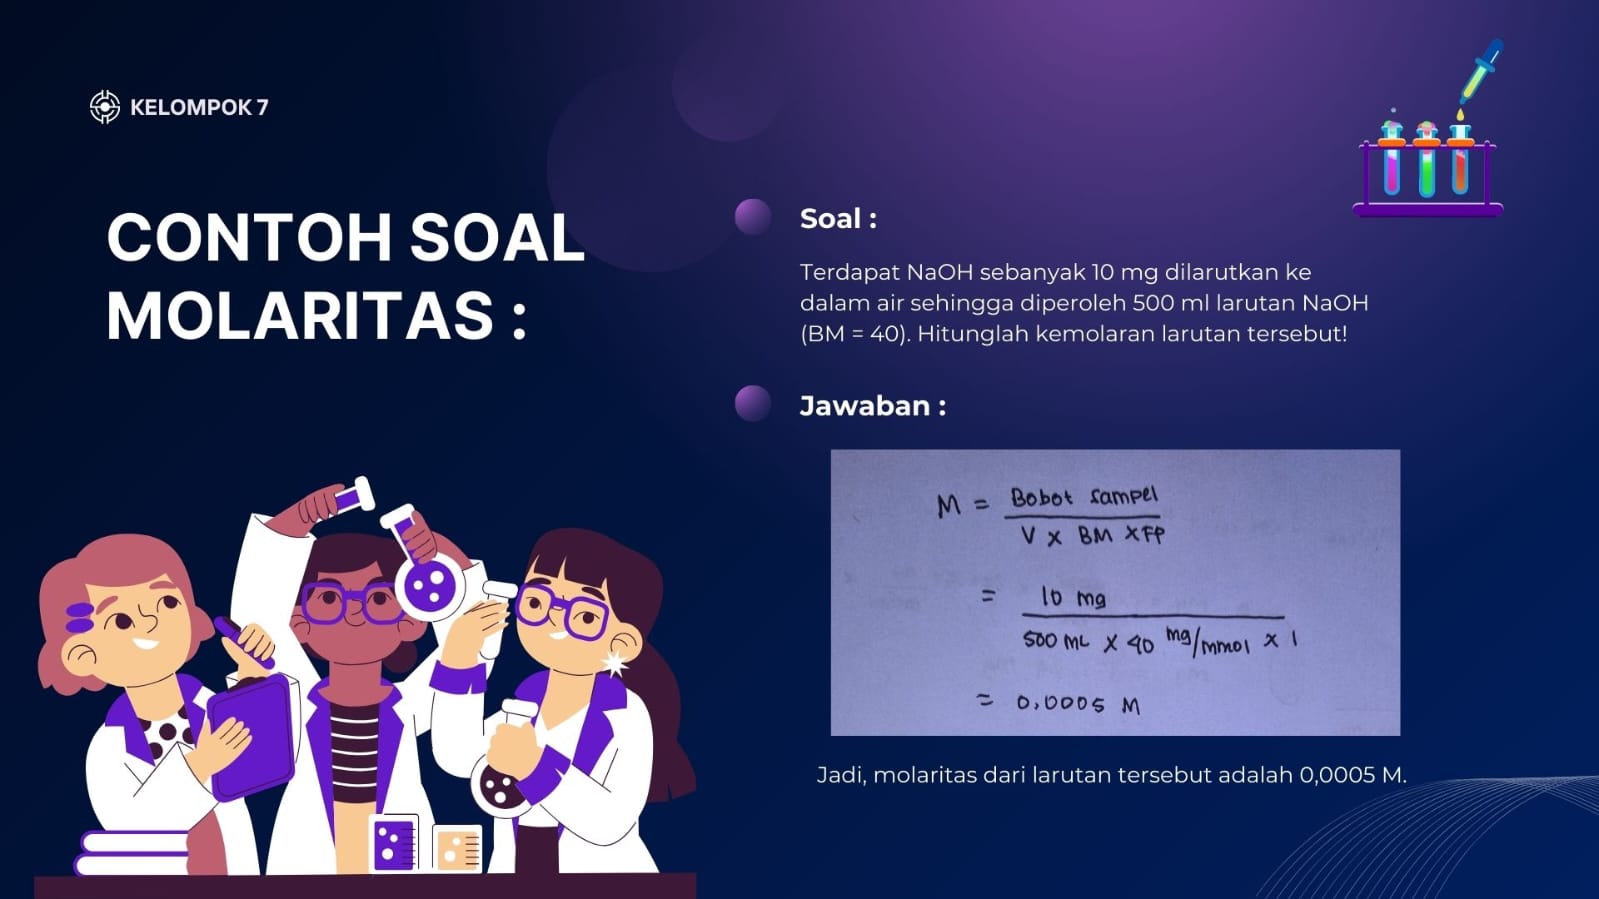 KELOMPOK 7
CONTOH SOAL
MOLARITAS :
Soal :
Terdapat NaOH sebanyak 10 mg dilarutkan ke
dalam air sehingga diperoleh 500 ml larutan NaOH
(BM = 40). Hitunglah kemolaran larutan tersebut!
Jawaban :
M = Bobot sampel
V x BM x FP
= 10 mg
500 mL x 40 mg/mmol x 1
= 0,0005 M
Jadi, molaritas dari larutan tersebut adalah 0,0005 M.